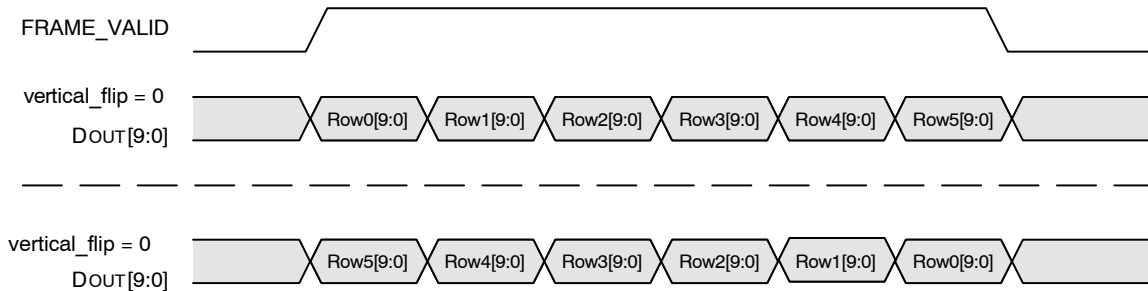 FRAME_VALID
vertical_flip = 0
DOUT[9:0]
Row0[9:0] Row1[9:0] Row2[9:0] Row3[9:0] Row4[9:0] Row5[9:0]
vertical_flip = 0
DOUT[9:0]
Row5[9:0] Row4[9:0] Row3[9:0] Row2[9:0] Row1[9:0] Row0[9:0]